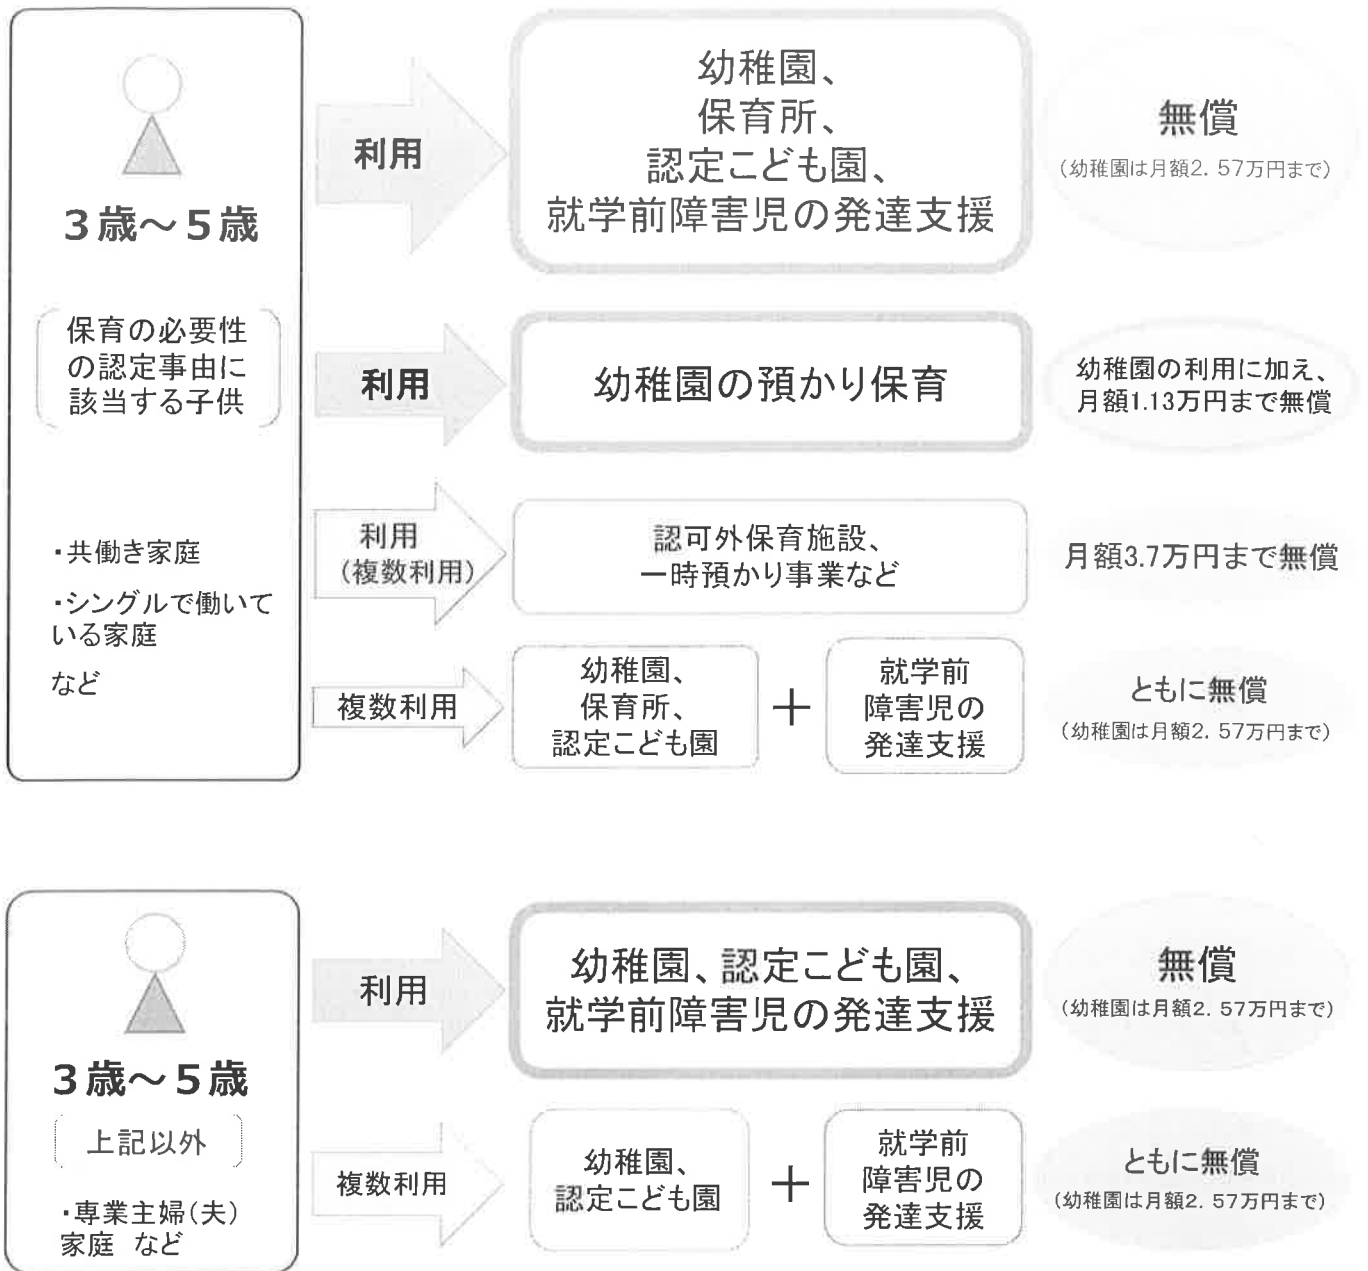 3歳～5歳
保育の必要性
の認定事由に
該当する子供
・共働き家庭
・シングルで働いて
いる家庭
など
利用
幼稚園、
保育所、
認定こども園、
就学前障害児の発達支援
無償
(幼稚園は月額2.57万円まで)
利用
幼稚園の預かり保育
幼稚園の利用に加え、
月額1.13万円まで無償
利用
(複数利用)
認可外保育施設、
一時預かり事業など
月額3.7万円まで無償
複数利用
幼稚園、
保育所、
認定こども園
＋
就学前
障害児の
発達支援
ともに無償
(幼稚園は月額2.57万円まで)
3歳～5歳
上記以外
・専業主婦(夫)
家庭 など
利用
幼稚園、認定こども園、
就学前障害児の発達支援
無償
(幼稚園は月額2.57万円まで)
複数利用
幼稚園、
認定こども園
＋
就学前
障害児の
発達支援
ともに無償
(幼稚園は月額2.57万円まで)